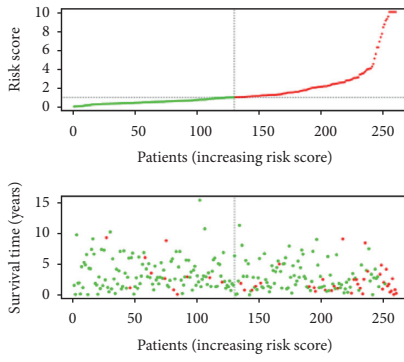 Risk score
10
8
6
4
2
0
0 50 100 150 200 250
Patients (increasing risk score)
Survival time (years)
15
10
5
0
0 50 100 150 200 250
Patients (increasing risk score)